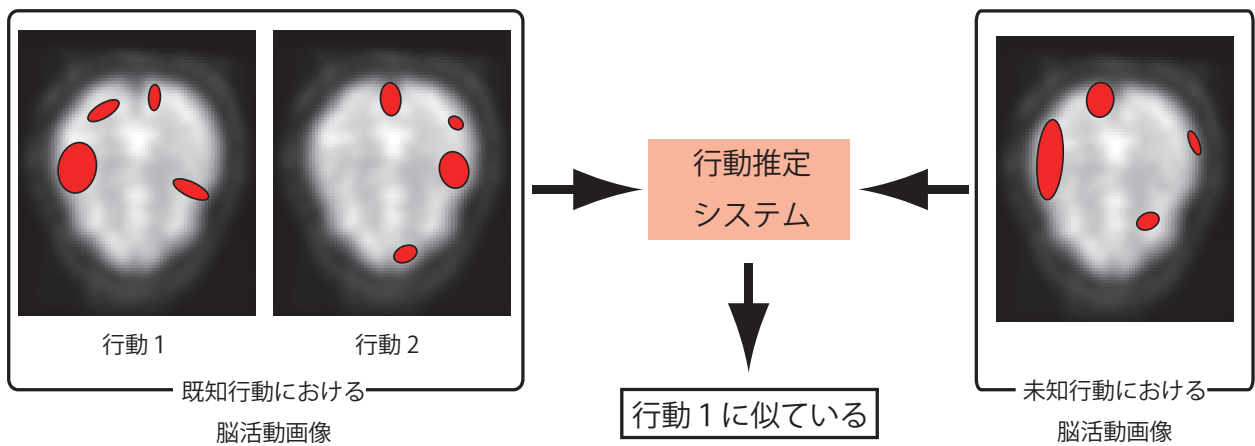 行動 1
行動 2
既知行動における
脳活動画像
行動推定
システム
行動 1 に似ている
未知行動における
脳活動画像